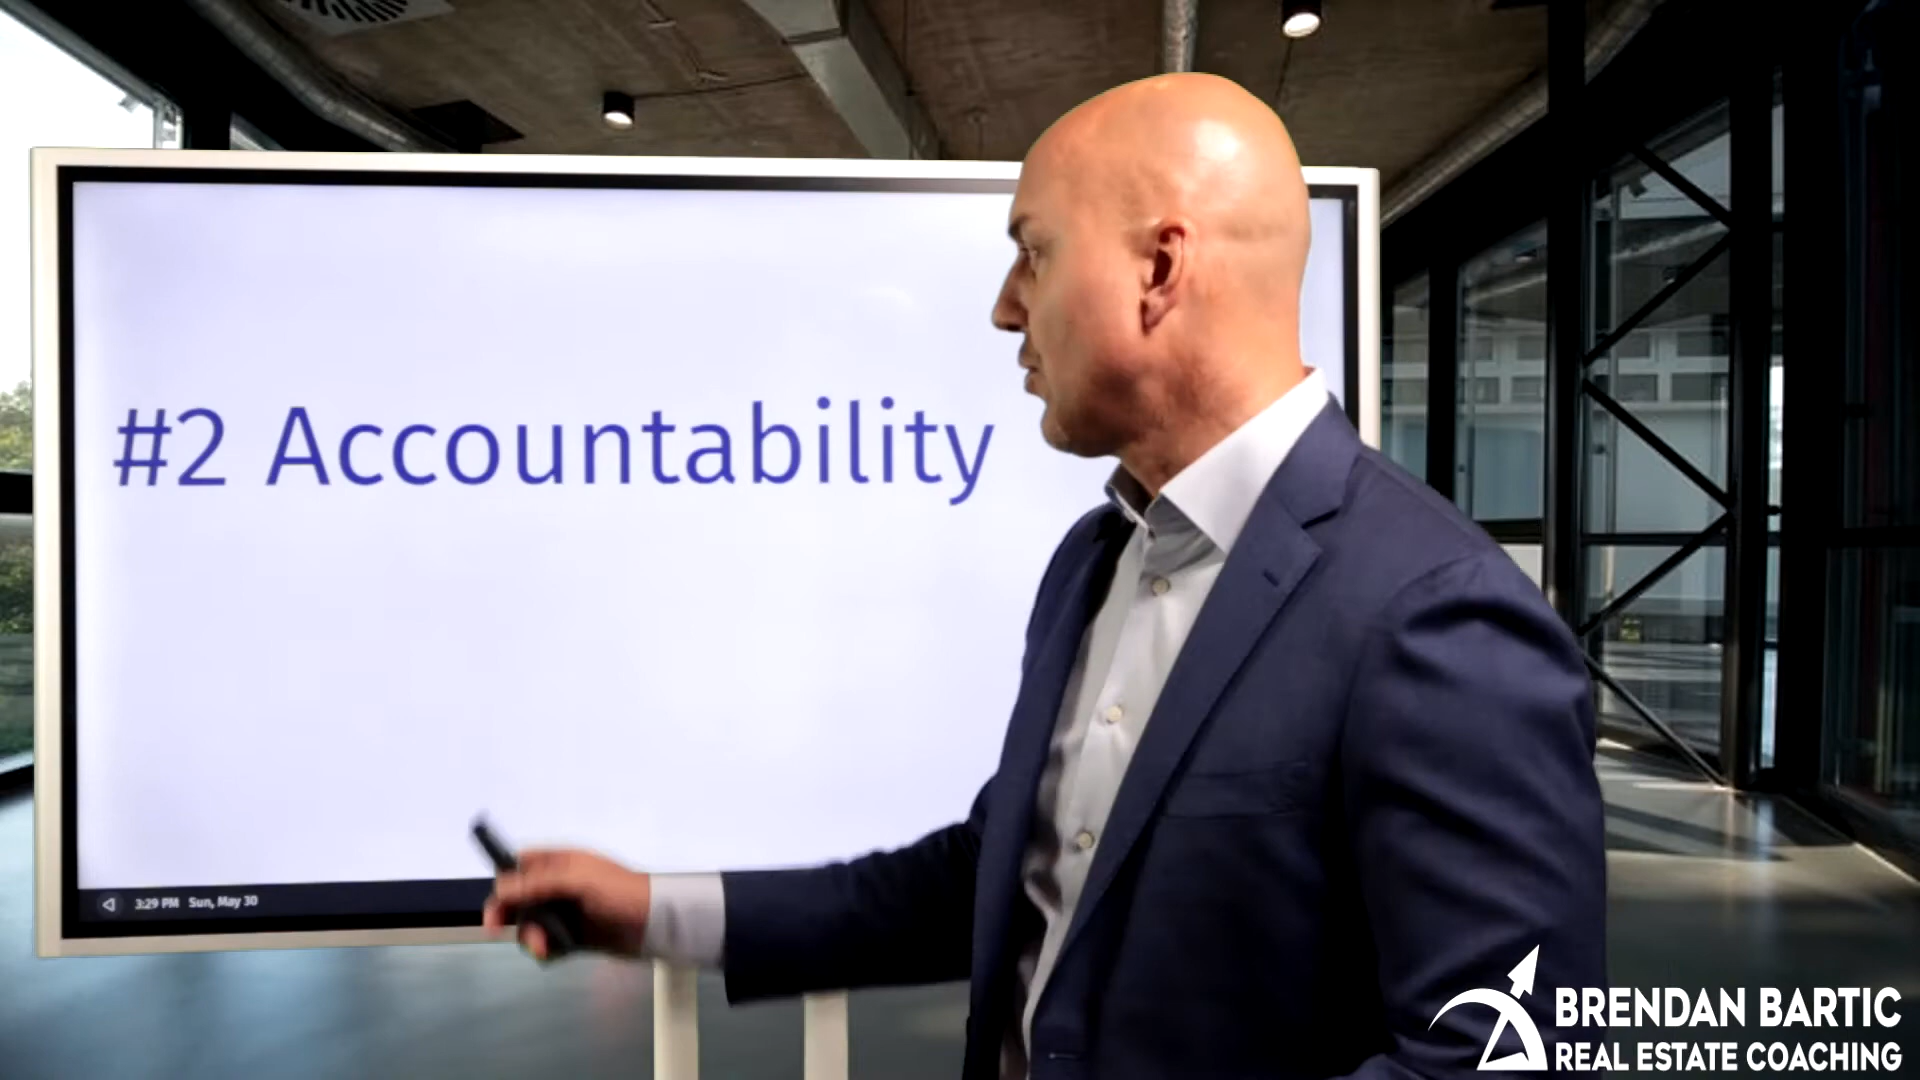 #2 Accountability
3:29 PM Sun, May 30
BRENDAN BARTIC
REAL ESTATE COACHING